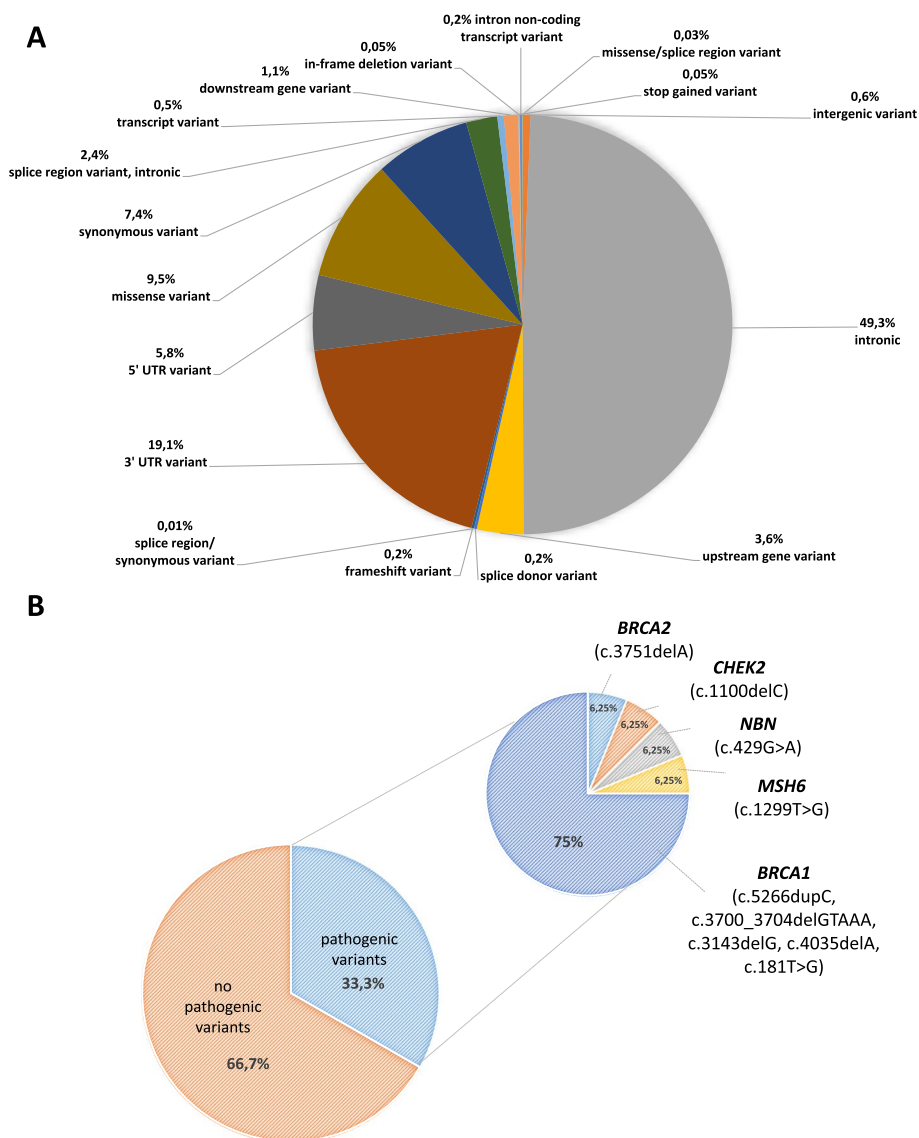 A
0,2% intron non-coding
transcript variant
0,03%
missense/splice region variant
0,05%
in-frame deletion variant
0,05%
stop gained variant
1,1%
downstream gene variant
0,6%
intergenic variant
0,5%
transcript variant
2,4%
splice region variant, intronic
7,4%
synonymous variant
9,5%
missense variant
49,3%
intronic
5,8%
5' UTR variant
19,1%
3' UTR variant
0,01%
splice region/
synonymous variant
0,2%
frameshift variant
0,2%
splice donor variant
3,6%
upstream gene variant
B
BRCA2
(c.3751delA)
CHEK2
(c.1100delC)
NBN
(c.429G>A)
MSH6
(c.1299T>G)
6,25%
6,25%
6,25%
6,25%
75%
BRCA1
(c.5266dupC,
c.3700_3704delGTAAA,
c.3143delG, c.4035delA,
c.181T>G)
pathogenic
variants
33,3%
no
pathogenic
variants
66,7%